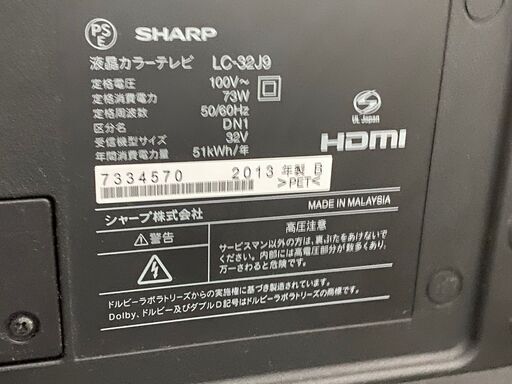 PS
E
SHARP
液晶カラーテレビ LC-32J9
定格電圧: 100V~
定格消費電力 73W
定格周波数: 50/60Hz
区分名: DN1
受信機型サイズ: 32V
年間消費電力量: 51kWh/年
UL Japan
HDMI
7334570 2013 年製 B
>PET<
シャープ株式会社 MADE IN MALAYSIA
警告
高圧注意
サービスマン以外の方は、裏ぶたをあけないで
ください。内部には高電圧部分が数多くあり、
万一さわると危険です。
ドルビーラボラトリーズからの実施権に基づき製造されています。
Dolby、ドルビー及びダブルD記号はドルビーラボラトリーズの商標です。